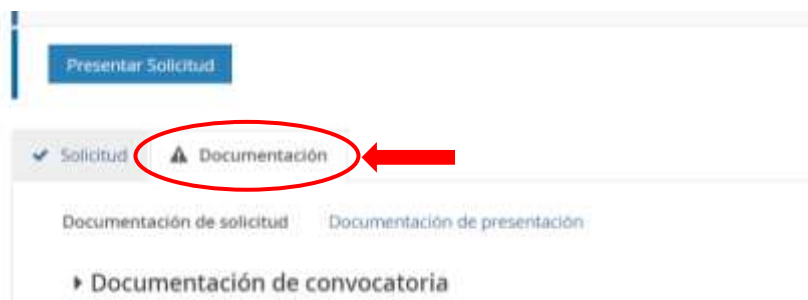 Presentar Solicitud
Solicitud Documentación
Documentación de solicitud Documentación de presentación
Documentación de convocatoria